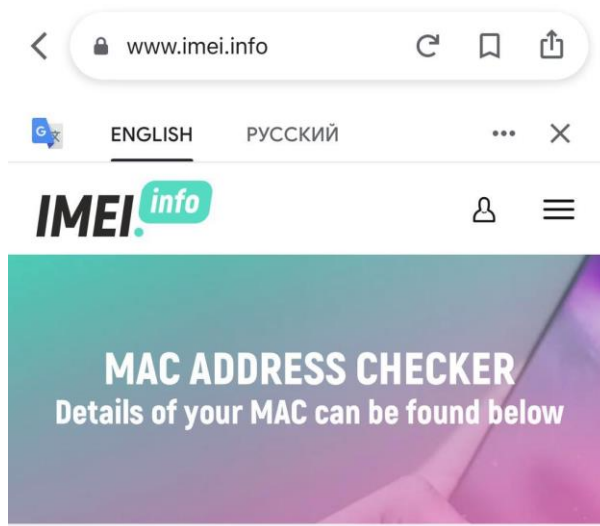 www.imei.info
ENGLISH РУССКИЙ
IMEI.info
MAC ADDRESS CHECKER
Details of your MAC can be found below